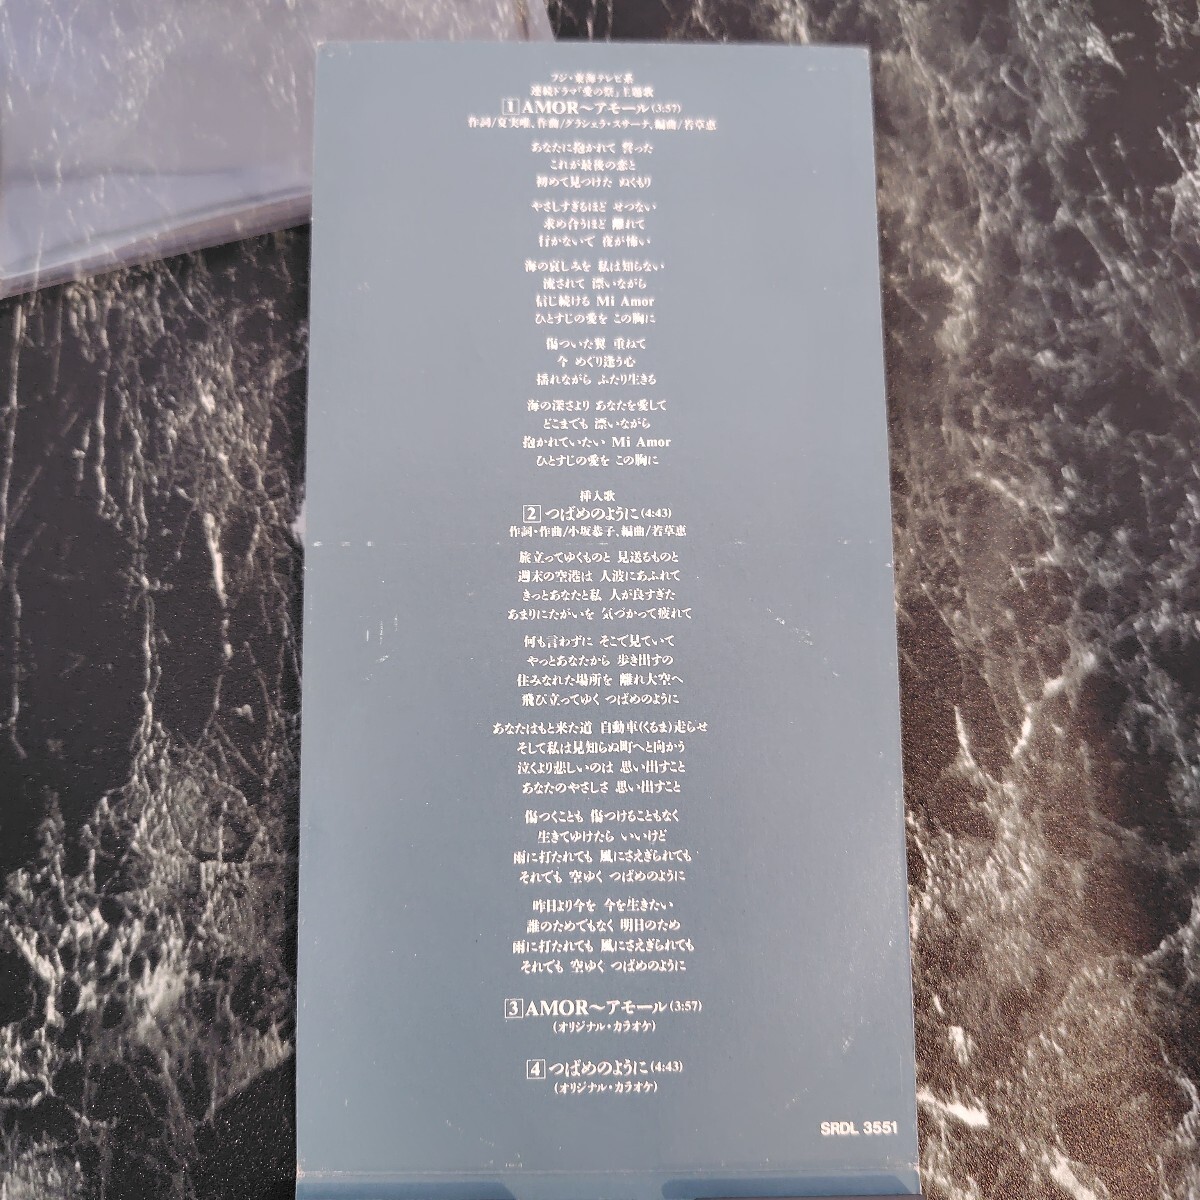 フジ・東海テレビ系
連続ドラマ「愛の祭」主題歌
1 AMOR〜アモール(3:57)
作詞/夏実唯、作曲/グラシェラ・スサーナ、編曲/若草恵
あなたに抱かれて 誓った
これが最後の恋と
初めて見つけた ぬくもり
やさしすぎるほど せつない
求め合うほど 離れて
行かないで 夜が怖い
海の哀しみを 私は知らない
流されて 漂いながら
信じ続ける Mi Amor
ひとすじの愛を この胸に
傷ついた翼 重ねて
今 めぐり逢う心
揺れながら ふたり生きる
海の深さより あなたを愛して
どこまでも 漂いながら
抱かれていたい Mi Amor
ひとすじの愛を この胸に
挿入歌
2 つばめのように(4:43)
作詞・作曲/小坂恭子、編曲/若草恵
旅立ってゆくものと 見送るものと
週末の空港は 人波にあふれて
きっとあなたと私 人が良すぎた
あまりにたがいを 気づかって疲れて
何も言わずに そこで見ていて
やっとあなたから 歩き出すの
住みなれた場所を 離れ大空へ
飛び立ってゆく つばめのように
あなたはもと来た道 自動車(くるま)走らせ
そして私は見知らぬ町へと向かう
泣くより悲しいのは 思い出すこと
あなたのやさしさ 思い出すこと
傷つくことも 傷つけることもなく
生きてゆけたら いいけど
雨に打たれても 風にさえぎられても
それでも 空ゆく つばめのように
昨日より今を 今を生きたい
誰のためでもなく 明日のため
雨に打たれても 風にさえぎられても
それでも 空ゆく つばめのように
3 AMOR〜アモール(3:57)
(オリジナル・カラオケ)
4 つばめのように(4:43)
(オリジナル・カラオケ)
SRDL 3551